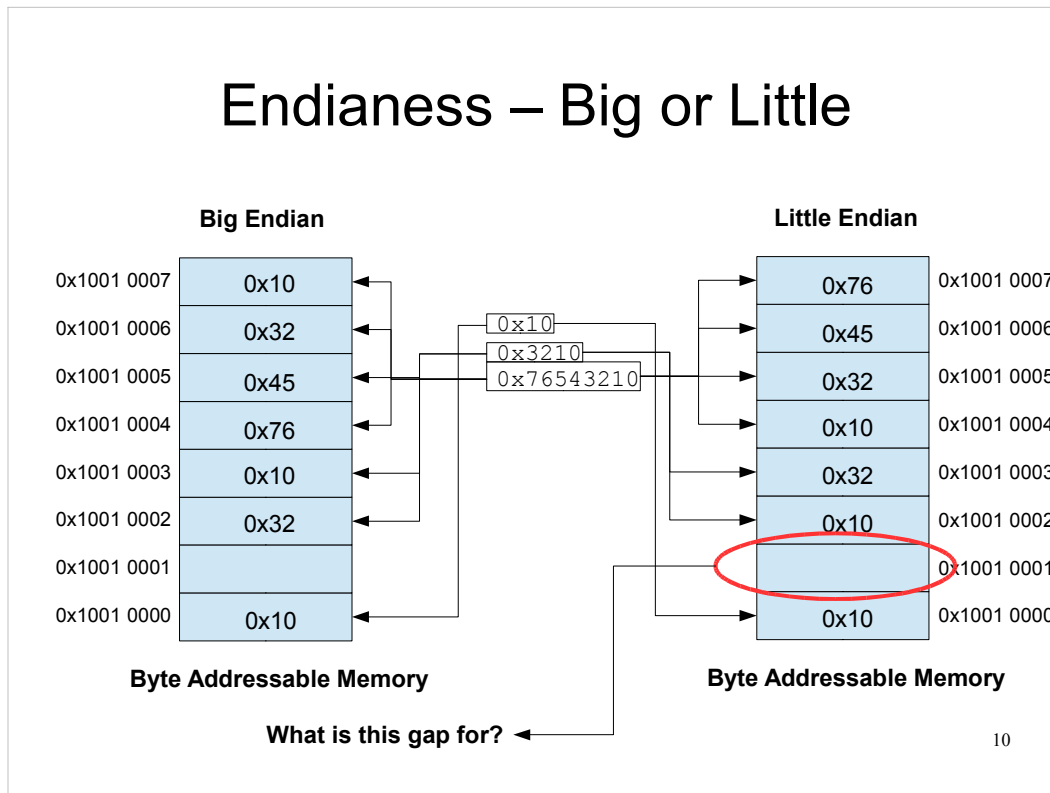 Endianess – Big or Little
Big Endian
Little Endian
0x1001 0007
0x10
0x76
0x1001 0007
0x1001 0006
0x32
0x10
0x45
0x1001 0006
0x3210
0x1001 0005
0x45
0x76543210
0x32
0x1001 0005
0x1001 0004
0x76
0x10
0x1001 0004
0x1001 0003
0x10
0x32
0x1001 0003
0x1001 0002
0x32
0x10
0x1001 0002
0x1001 0001
0x1001 0001
0x1001 0000
0x10
0x10
0x1001 0000
Byte Addressable Memory
Byte Addressable Memory
What is this gap for?
10